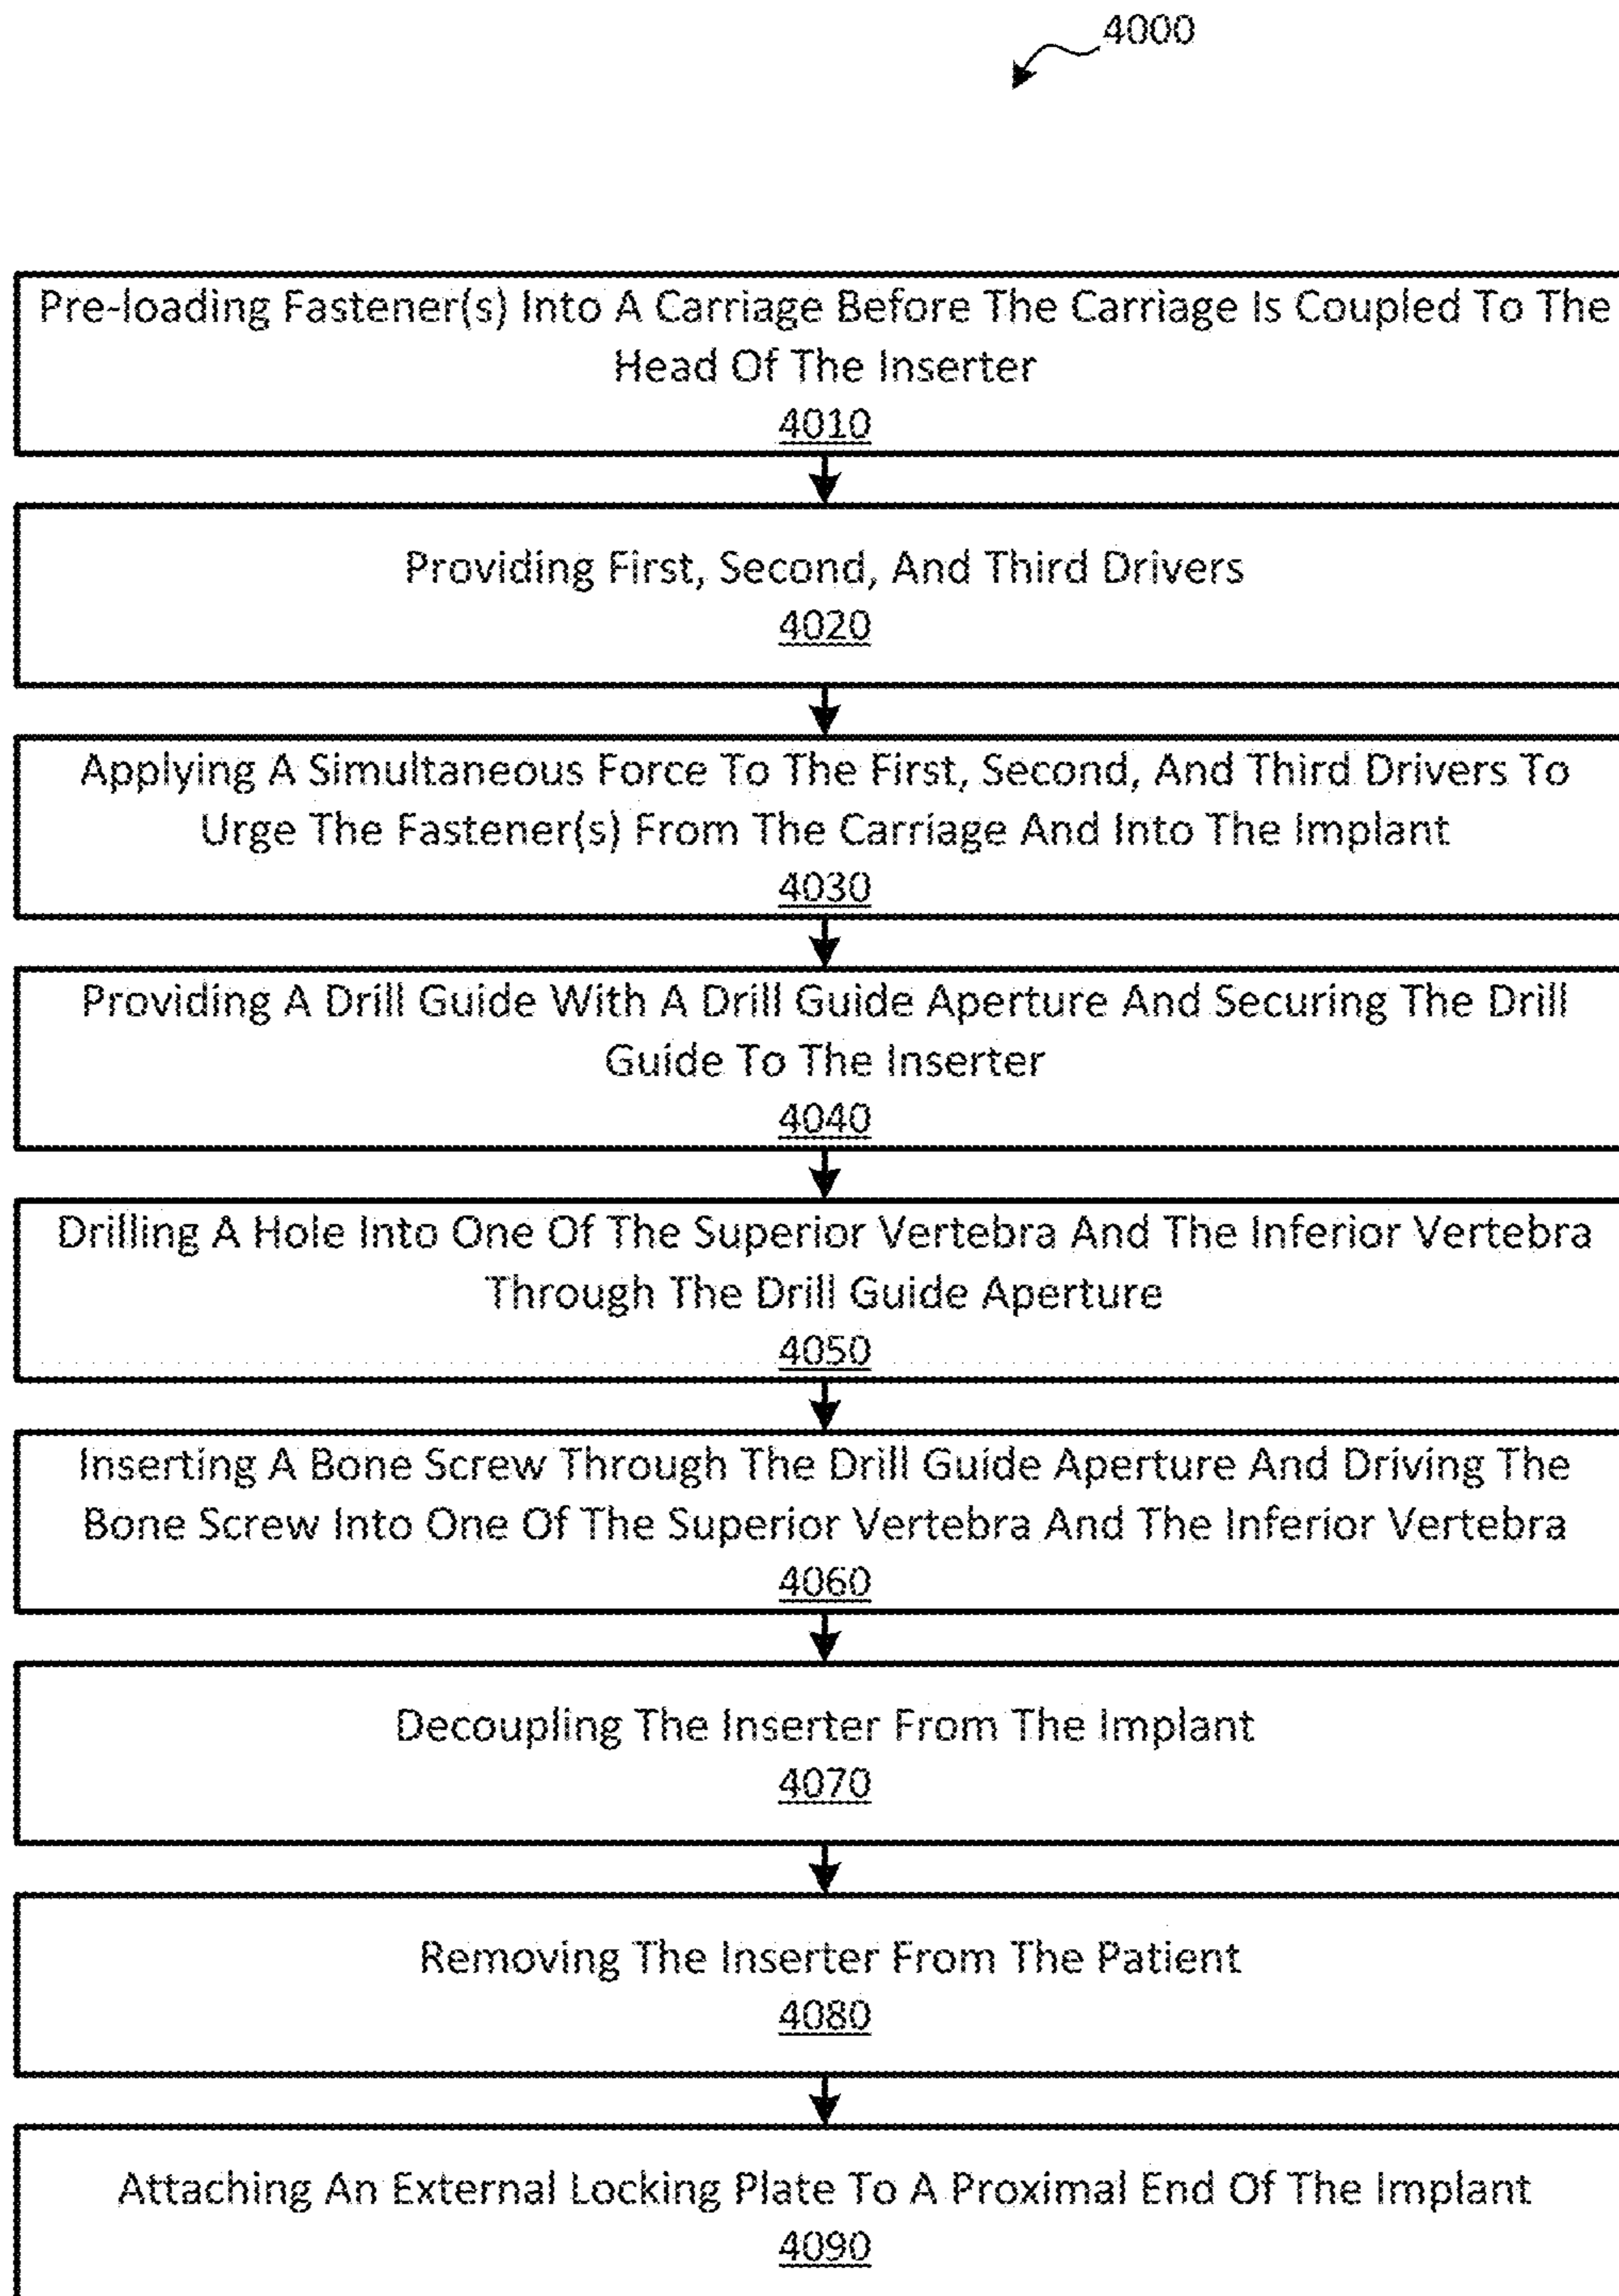 4000
Pre-loading Fastener(s) Into A Carriage Before The Carriage Is Coupled To The
Head Of The Inserter
4010
Providing First, Second, And Third Drivers
4020
Applying A Simultaneous Force To The First, Second, And Third Drivers To
Urge The Fastener(s) From The Carriage And Into The Implant
4030
Providing A Drill Guide With A Drill Guide Aperture And Securing The Drill
Guide To The Inserter
4040
Drilling A Hole Into One Of The Superior Vertebra And The Inferior Vertebra
Through The Drill Guide Aperture
4050
Inserting A Bone Screw Through The Drill Guide Aperture And Driving The
Bone Screw Into One Of The Superior Vertebra And The Inferior Vertebra
4060
Decoupling The Inserter From The Implant
4070
Removing The Inserter From The Patient
4080
Attaching An External Locking Plate To A Proximal End Of The Implant
4090